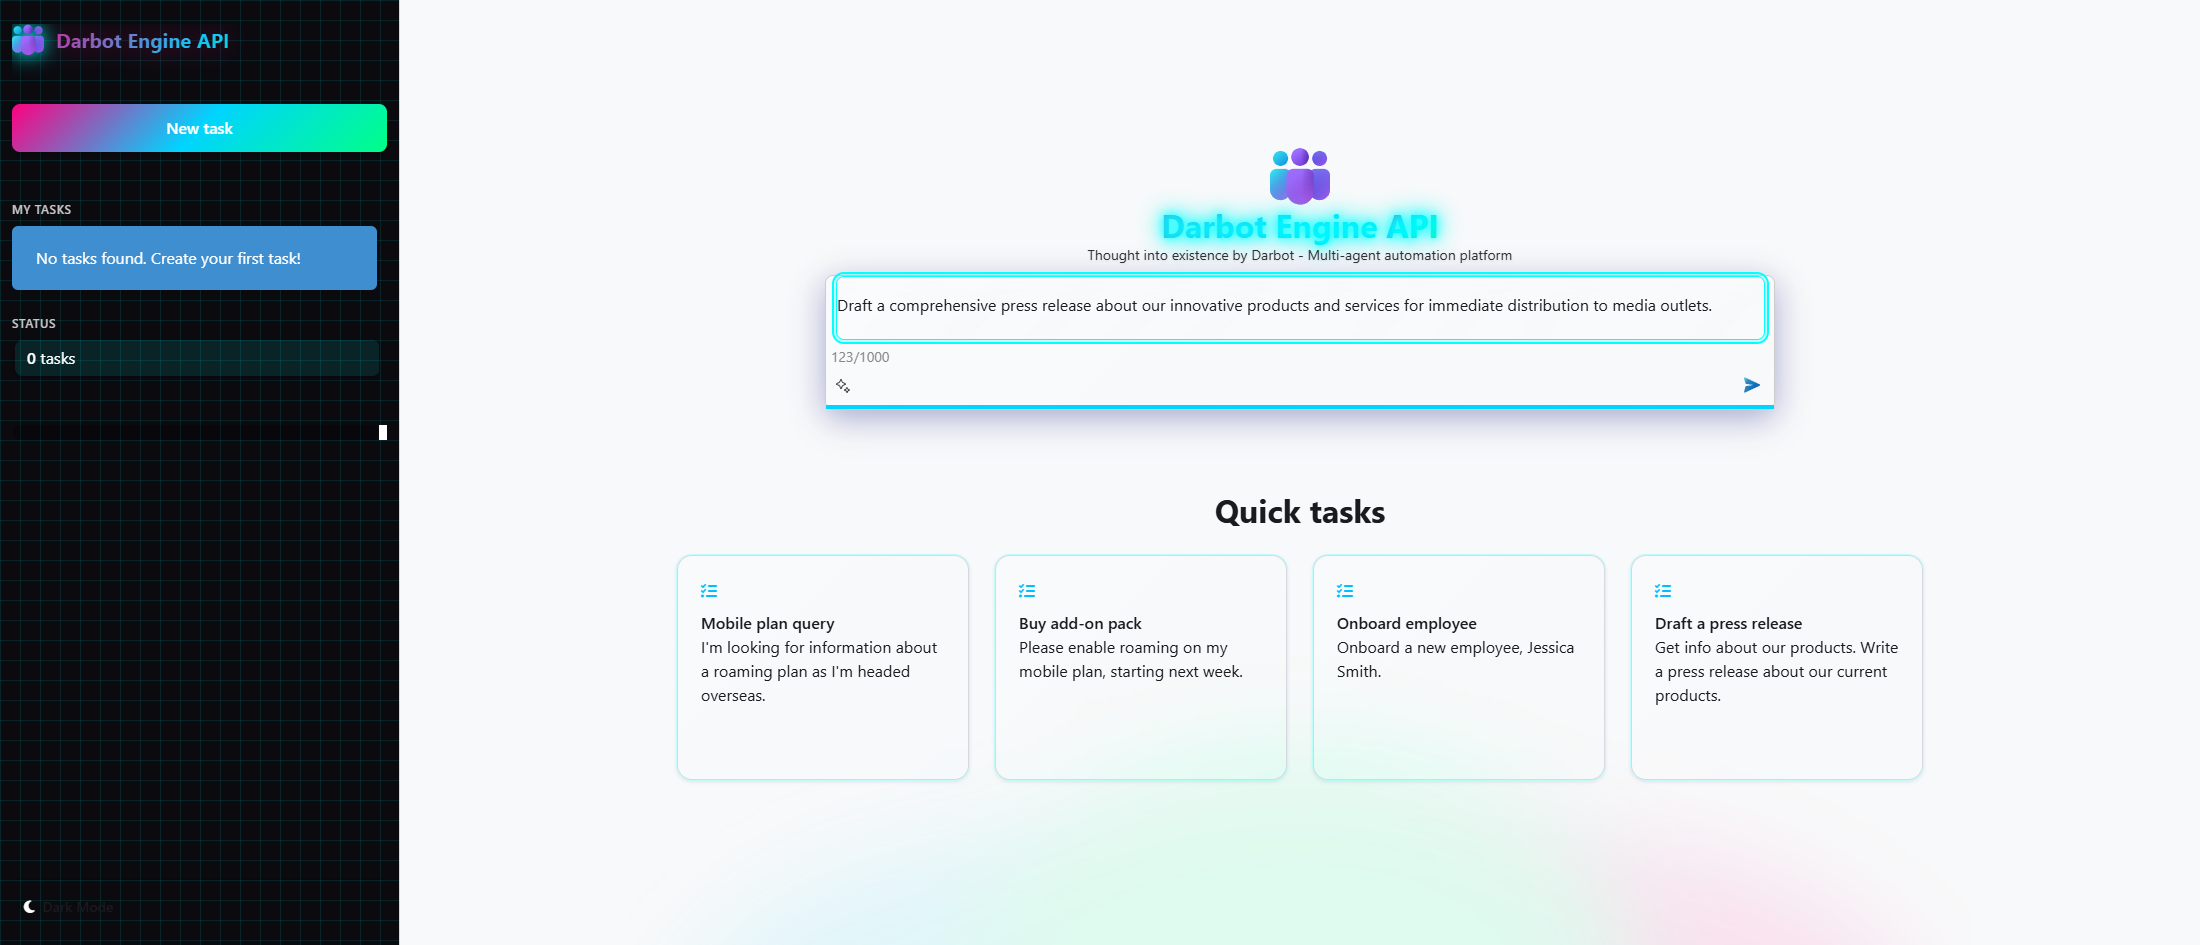 Darbot Engine API
New task
MY TASKS
No tasks found. Create your first task!
STATUS
0 tasks
Dark Mode
Darbot Engine API
Thought into existence by Darbot - Multi-agent automation platform
Draft a comprehensive press release about our innovative products and services for immediate distribution to media outlets.
123/1000
Quick tasks
Mobile plan query
I'm looking for information about
a roaming plan as I'm headed
overseas.
Buy add-on pack
Please enable roaming on my
mobile plan, starting next week.
Onboard employee
Onboard a new employee, Jessica
Smith.
Draft a press release
Get info about our products. Write
a press release about our current
products.